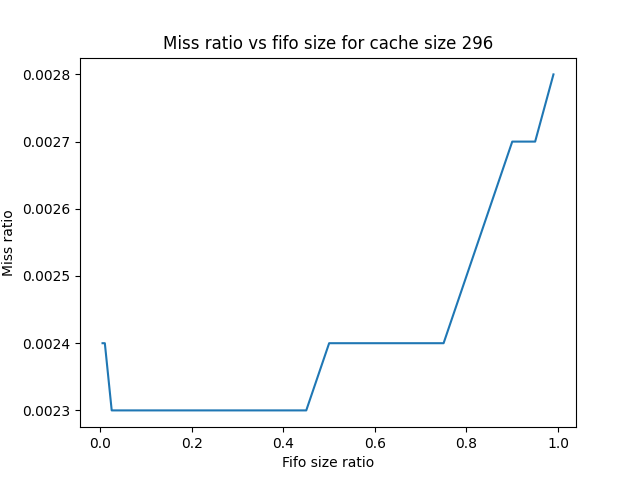 Miss ratio vs fifo size for cache size 296
0.0028
0.0027
0.0026
0.0025
0.0024
0.0023
Miss ratio
0.0 0.2 0.4 0.6 0.8 1.0
Fifo size ratio